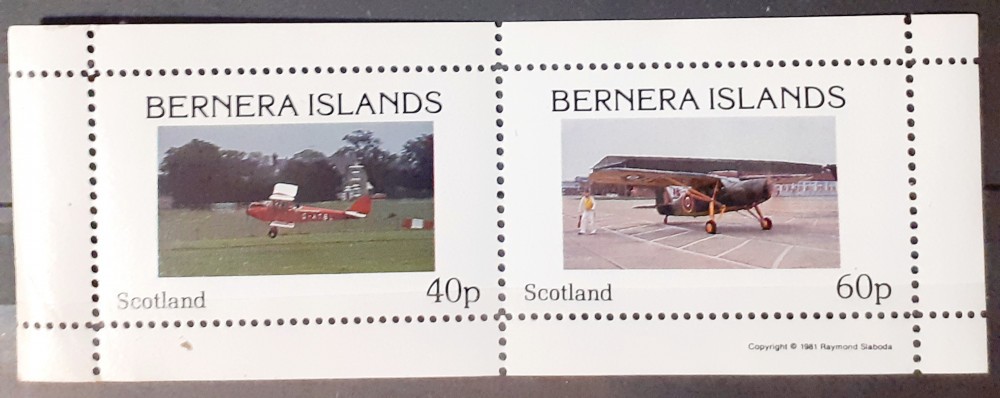 BERNERA ISLANDS
Scotland 40p
BERNERA ISLANDS
Scotland 60p
Copyright © 1981 Raymond Slaboda